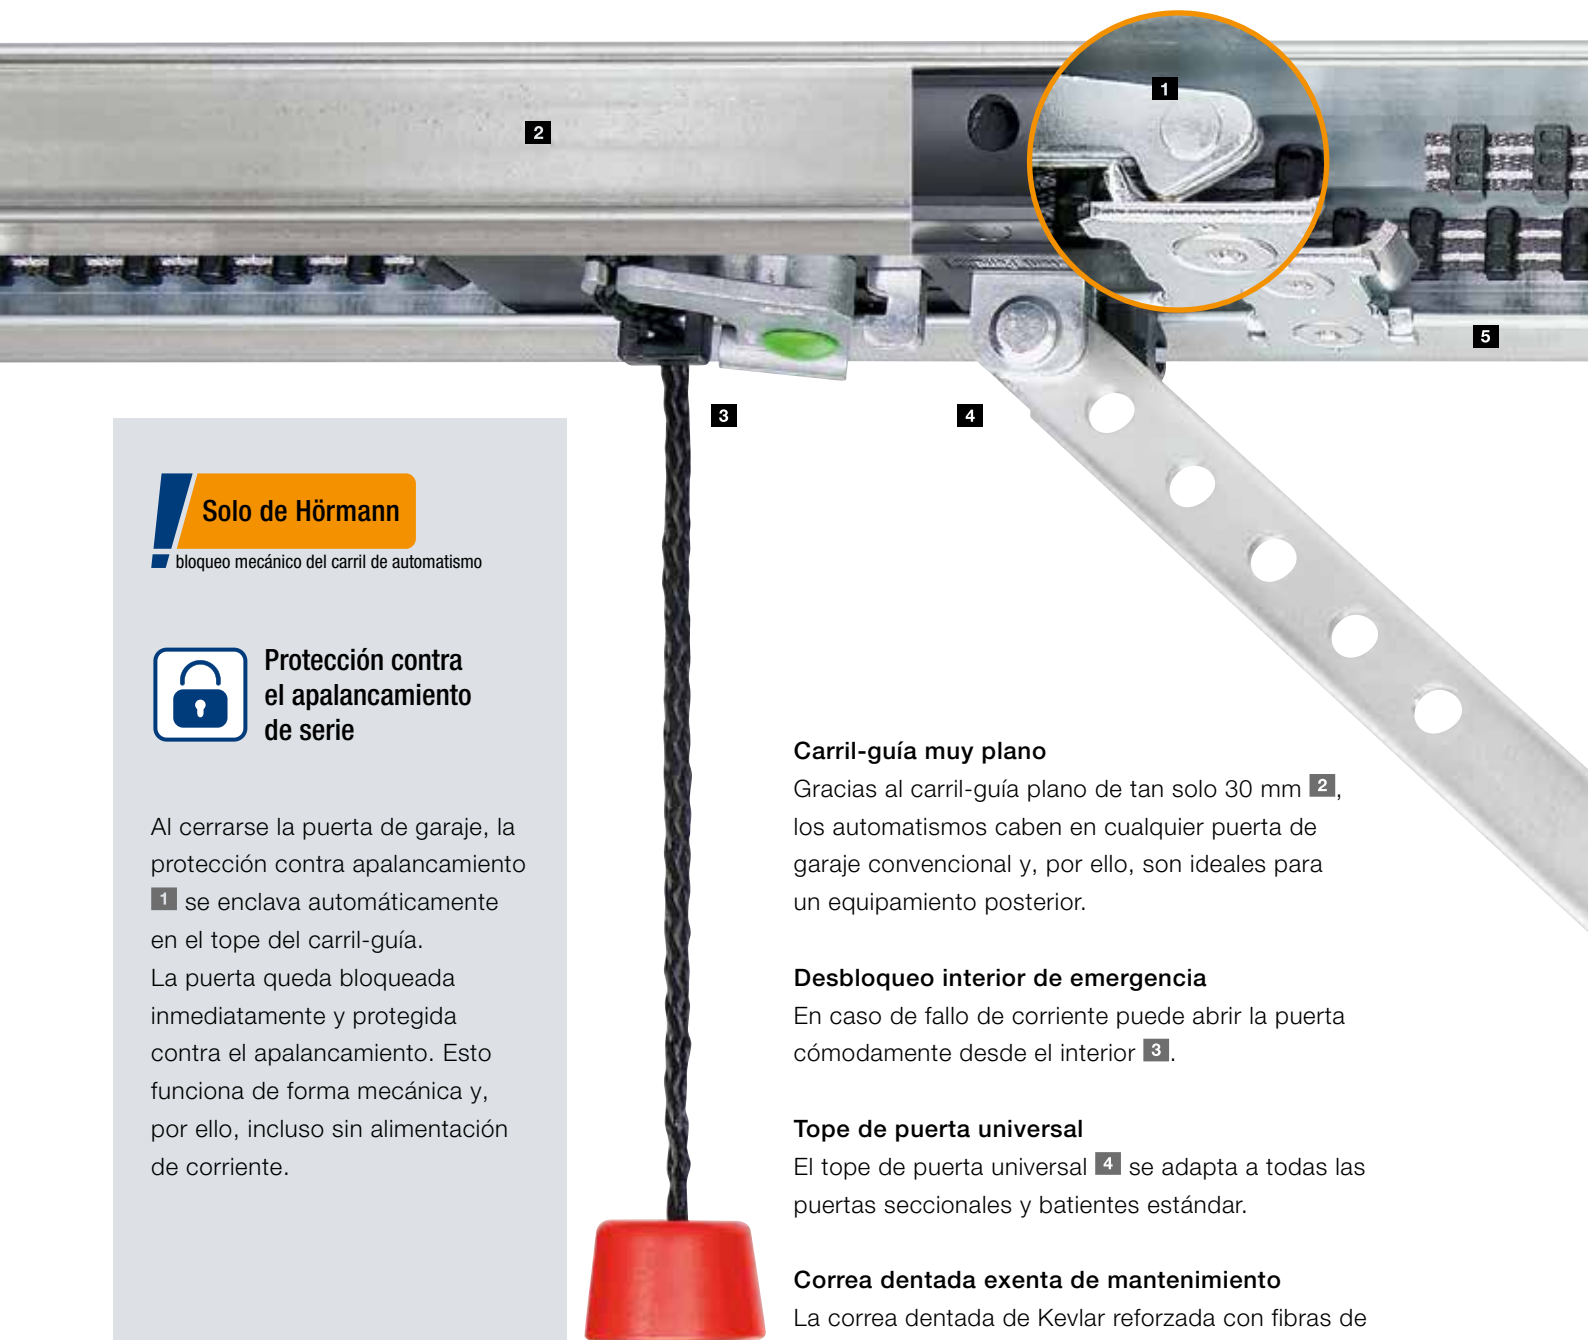 1
2
5
3
4
Solo de Hörmann
bloqueo mecánico del carril de automatismo
Protección contra
el apalancamiento
de serie
Al cerrarse la puerta de garaje, la
protección contra apalancamiento
1 se enclava automáticamente
en el tope del carril-guía.
La puerta queda bloqueada
inmediatamente y protegida
contra el apalancamiento. Esto
funciona de forma mecánica y,
por ello, incluso sin alimentación
de corriente.
Carril-guía muy plano
Gracias al carril-guía plano de tan solo 30 mm 2,
los automatismos caben en cualquier puerta de
garaje convencional y, por ello, son ideales para
un equipamiento posterior.
Desbloqueo interior de emergencia
En caso de fallo de corriente puede abrir la puerta
cómodamente desde el interior 3.
Tope de puerta universal
El tope de puerta universal 4 se adapta a todas las
puertas seccionales y batientes estándar.
Correa dentada exenta de mantenimiento
La correa dentada de Kevlar reforzada con fibras de